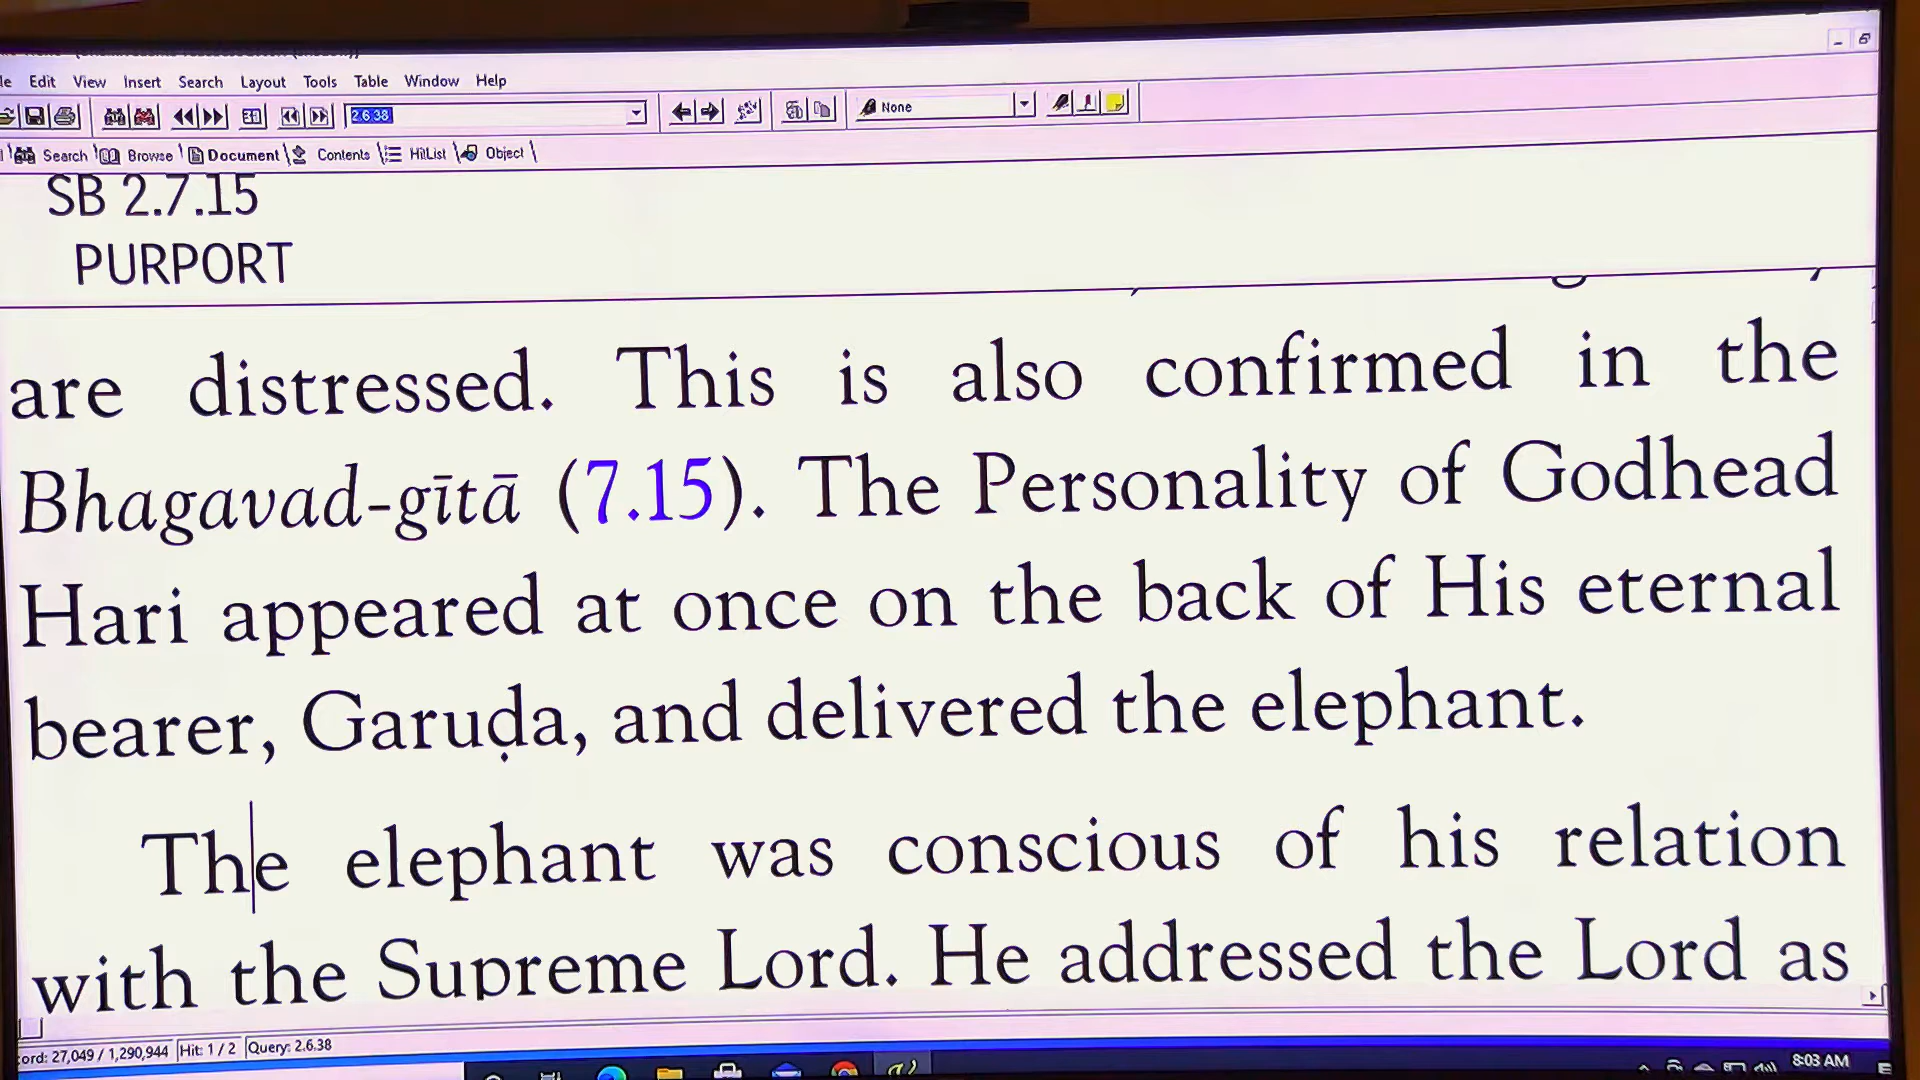 Edit View Insert Search Layout Tools Table Window Help
2.6.38
None
Search Browse Document Contents HitList Object
SB 2.7.15
PURPORT
are distressed. This is also confirmed in the
Bhagavad-gītā (7.15). The Personality of Godhead
Hari appeared at once on the back of His eternal
bearer, Garuḍa, and delivered the elephant.
The elephant was conscious of his relation
with the Supreme Lord. He addressed the Lord as
27,049 / 1,290,944 Hit: 1 / 2 Query: 2.6.38
8:03 AM